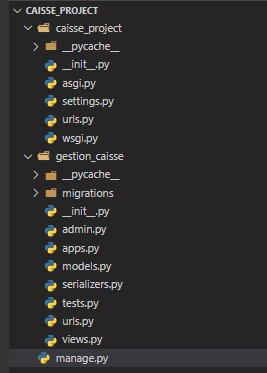 CAISSE_PROJECT
caisse_project
__pycache__
__init__.py
asgi.py
settings.py
urls.py
wsgi.py
gestion_caisse
__pycache__
migrations
__init__.py
admin.py
apps.py
models.py
serializers.py
tests.py
urls.py
views.py
manage.py